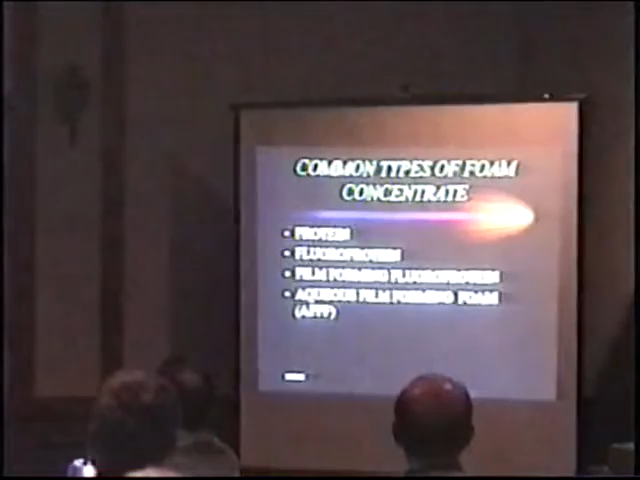 COMMON TYPES OF FOAM
CONCENTRATE
- PROTEIN
- FLUOROPROTEIN
- FILM FORMING FLUOROPROTEIN
- AQUEOUS FILM FORMING FOAM
(AFFF)